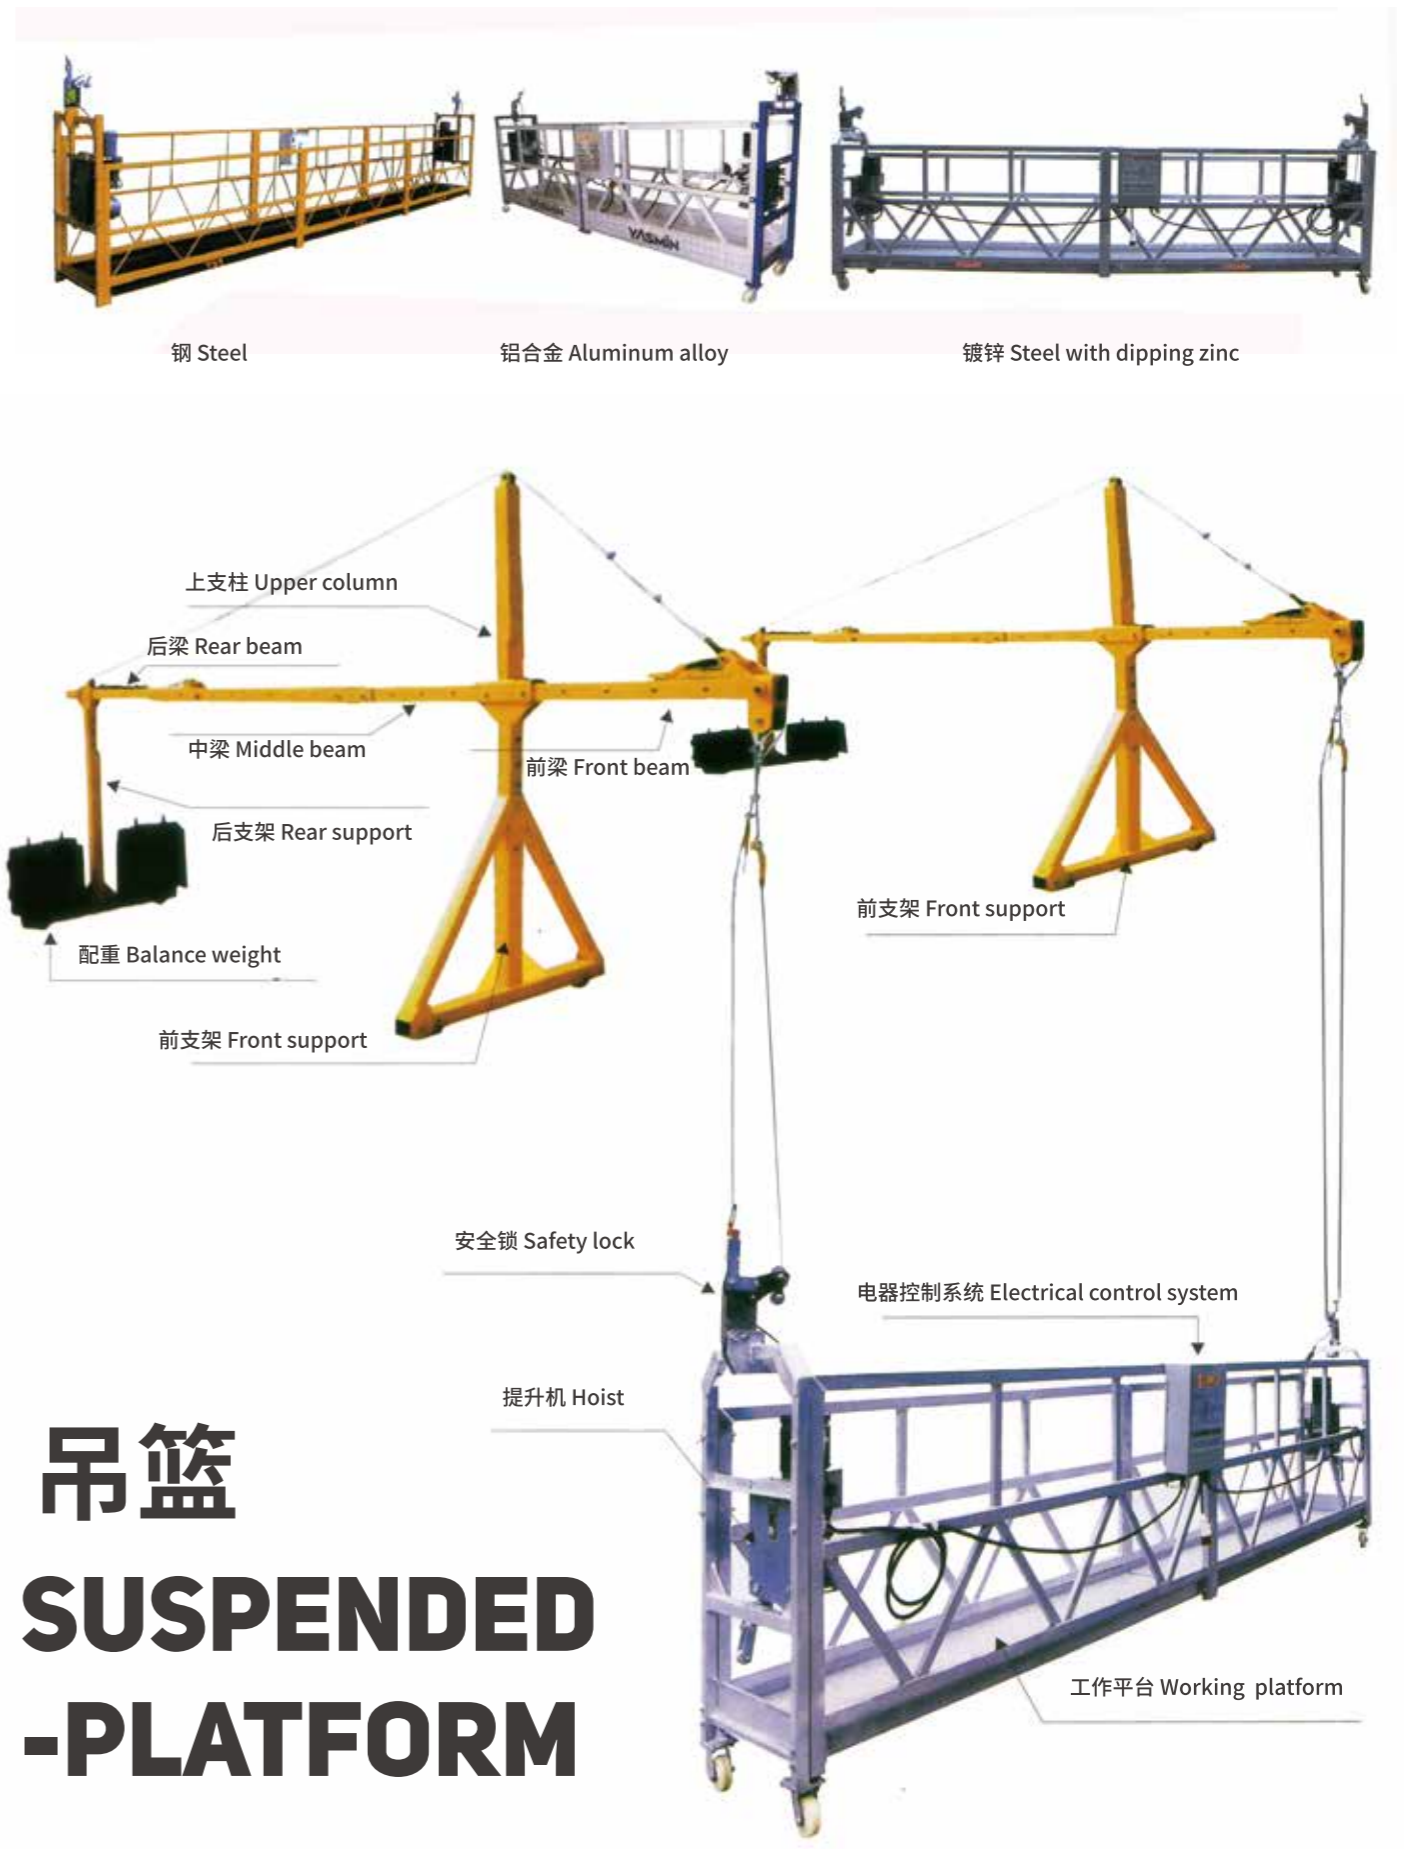 YASMIN
钢 Steel
铝合金 Aluminum alloy
镀锌 Steel with dipping zinc
上支柱 Upper column
后梁 Rear beam
中梁 Middle beam
前梁 Front beam
后支架 Rear support
前支架 Front support
配重 Balance weight
前支架 Front support
安全锁 Safety lock
电器控制系统 Electrical control system
提升机 Hoist
吊篮
SUSPENDED
-PLATFORM
工作平台 Working platform